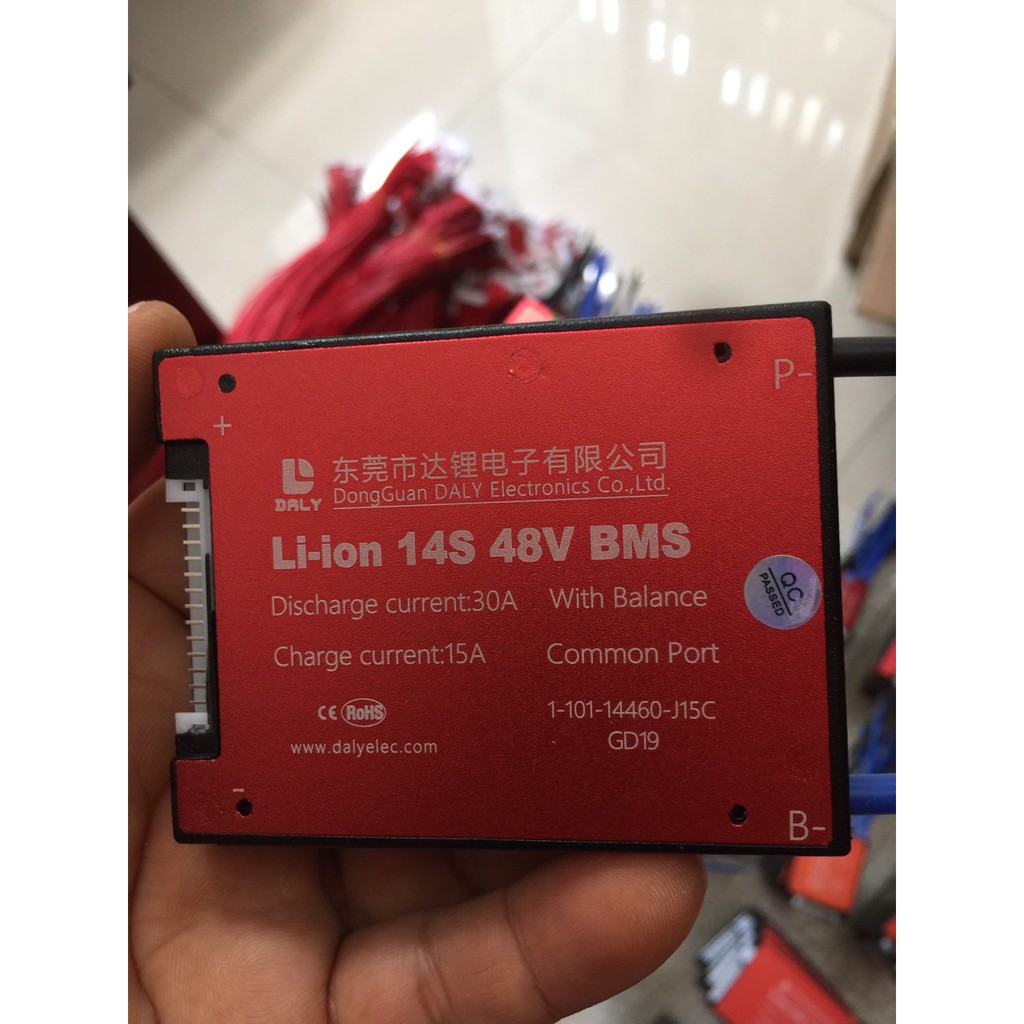 P-
+
东莞市达锂电子有限公司
DALY
DongGuan DALY Electronics Co.,Ltd.
Li-ion 14S 48V BMS
Discharge current:30A With Balance
QC
PASSED
Charge current:15A Common Port
CE RoHS
1-101-14460-J15C
www.dalyelec.com
GD19
-
B-